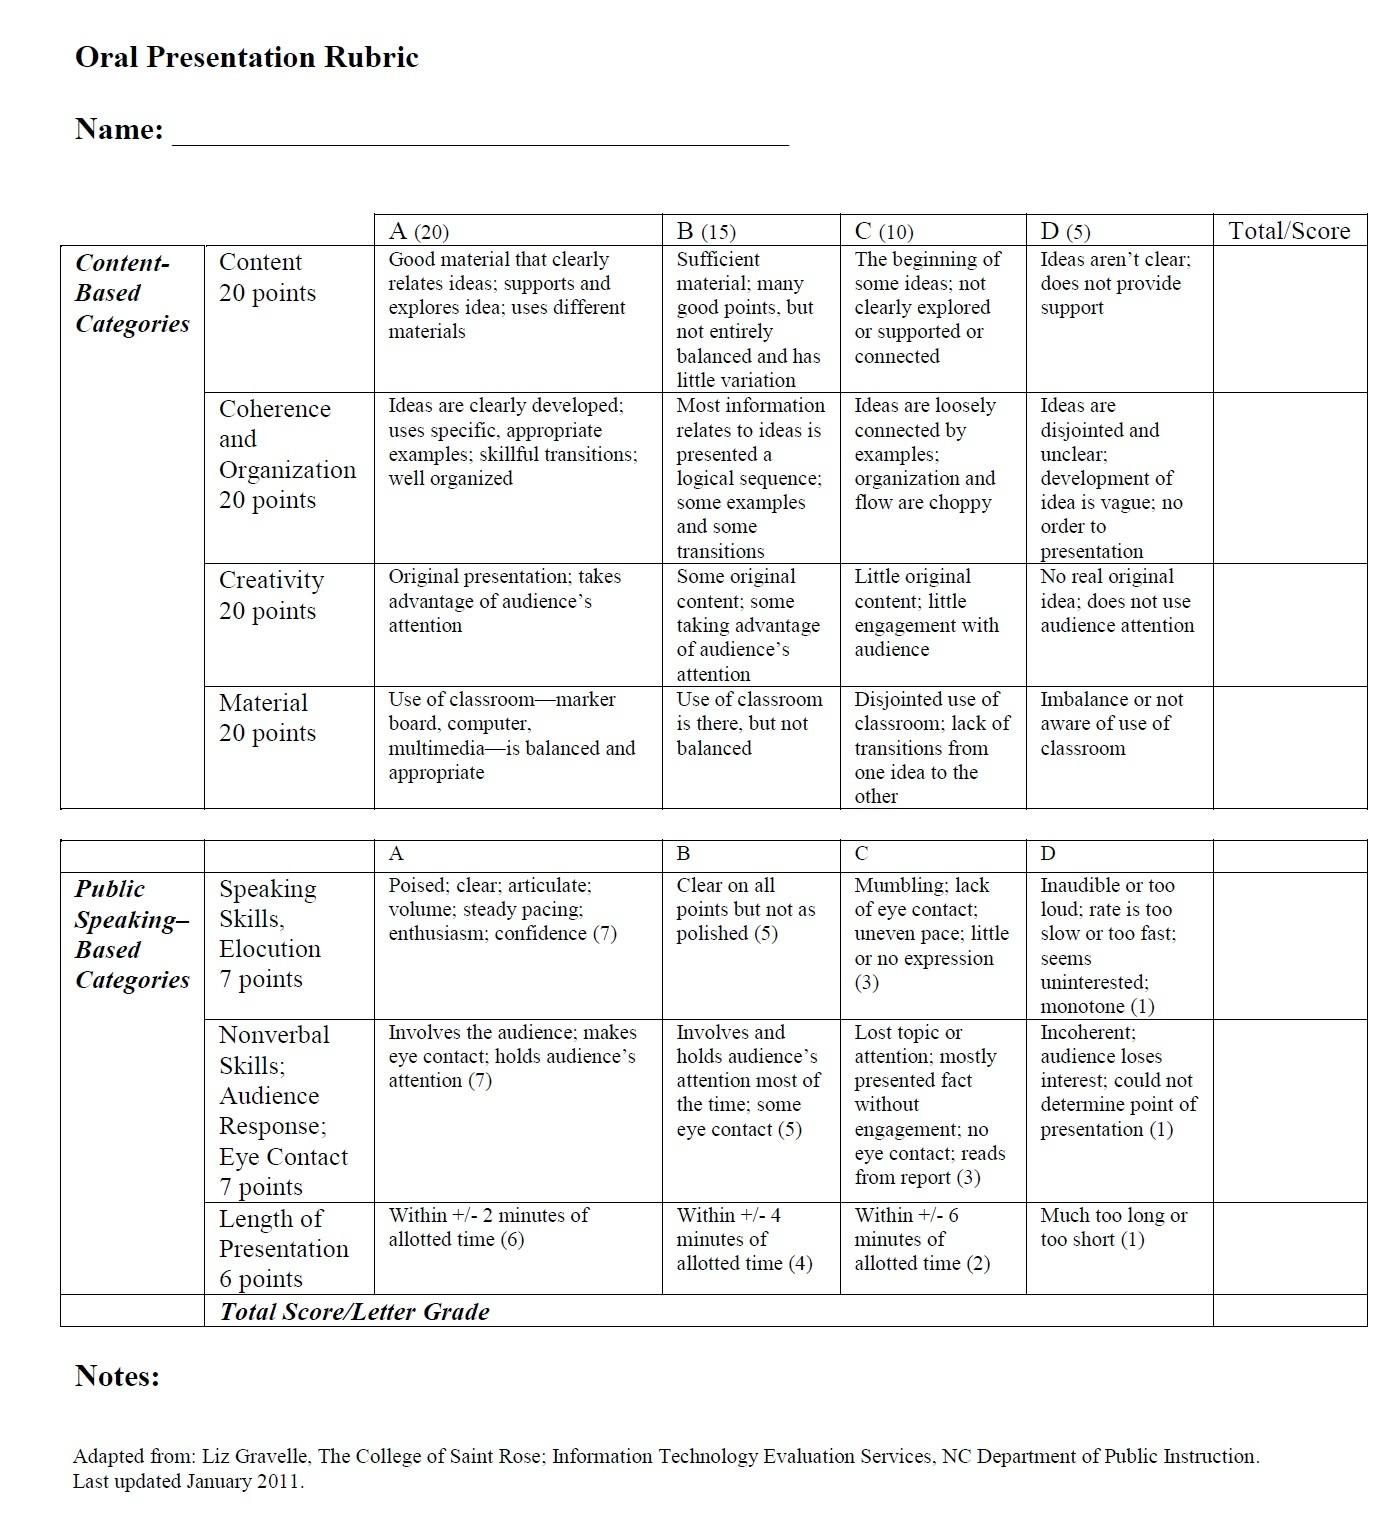 Oral Presentation Rubric
Name:
A (20)
B (15)
C (10)
D (5)
Total/Score
Content-
Based
Categories
Content
20 points
Good material that clearly
relates ideas; supports and
explores idea; uses different
materials
Sufficient
material; many
good points, but
not entirely
balanced and has
little variation
The beginning of
some ideas; not
clearly explored
or supported or
connected
Ideas aren’t clear;
does not provide
support
Coherence
and
Organization
20 points
Ideas are clearly developed;
uses specific, appropriate
examples; skillful transitions;
well organized
Most information
relates to ideas is
presented a
logical sequence;
some examples
and some
transitions
Ideas are loosely
connected by
examples;
organization and
flow are choppy
Ideas are
disjointed and
unclear;
development of
idea is vague; no
order to
presentation
Creativity
20 points
Original presentation; takes
advantage of audience’s
attention
Some original
content; some
taking advantage
of audience’s
attention
Little original
content; little
engagement with
audience
No real original
idea; does not use
audience attention
Material
20 points
Use of classroom—marker
board, computer,
multimedia—is balanced and
appropriate
Use of classroom
is there, but not
balanced
Disjointed use of
classroom; lack of
transitions from
one idea to the
other
Imbalance or not
aware of use of
classroom
A
B
C
D
Public
Speaking–
Based
Categories
Speaking
Skills,
Elocution
7 points
Poised; clear; articulate;
volume; steady pacing;
enthusiasm; confidence (7)
Clear on all
points but not as
polished (5)
Mumbling; lack
of eye contact;
uneven pace; little
or no expression
(3)
Inaudible or too
loud; rate is too
slow or too fast;
seems
uninterested;
monotone (1)
Nonverbal
Skills;
Audience
Response;
Eye Contact
7 points
Involves the audience; makes
eye contact; holds audience’s
attention (7)
Involves and
holds audience’s
attention most of
the time; some
eye contact (5)
Lost topic or
attention; mostly
presented fact
without
engagement; no
eye contact; reads
from report (3)
Incoherent;
audience loses
interest; could not
determine point of
presentation (1)
Length of
Presentation
6 points
Within +/- 2 minutes of
allotted time (6)
Within +/- 4
minutes of
allotted time (4)
Within +/- 6
minutes of
allotted time (2)
Much too long or
too short (1)
Total Score/Letter Grade
Notes:
Adapted from: Liz Gravelle, The College of Saint Rose; Information Technology Evaluation Services, NC Department of Public Instruction.
Last updated January 2011.